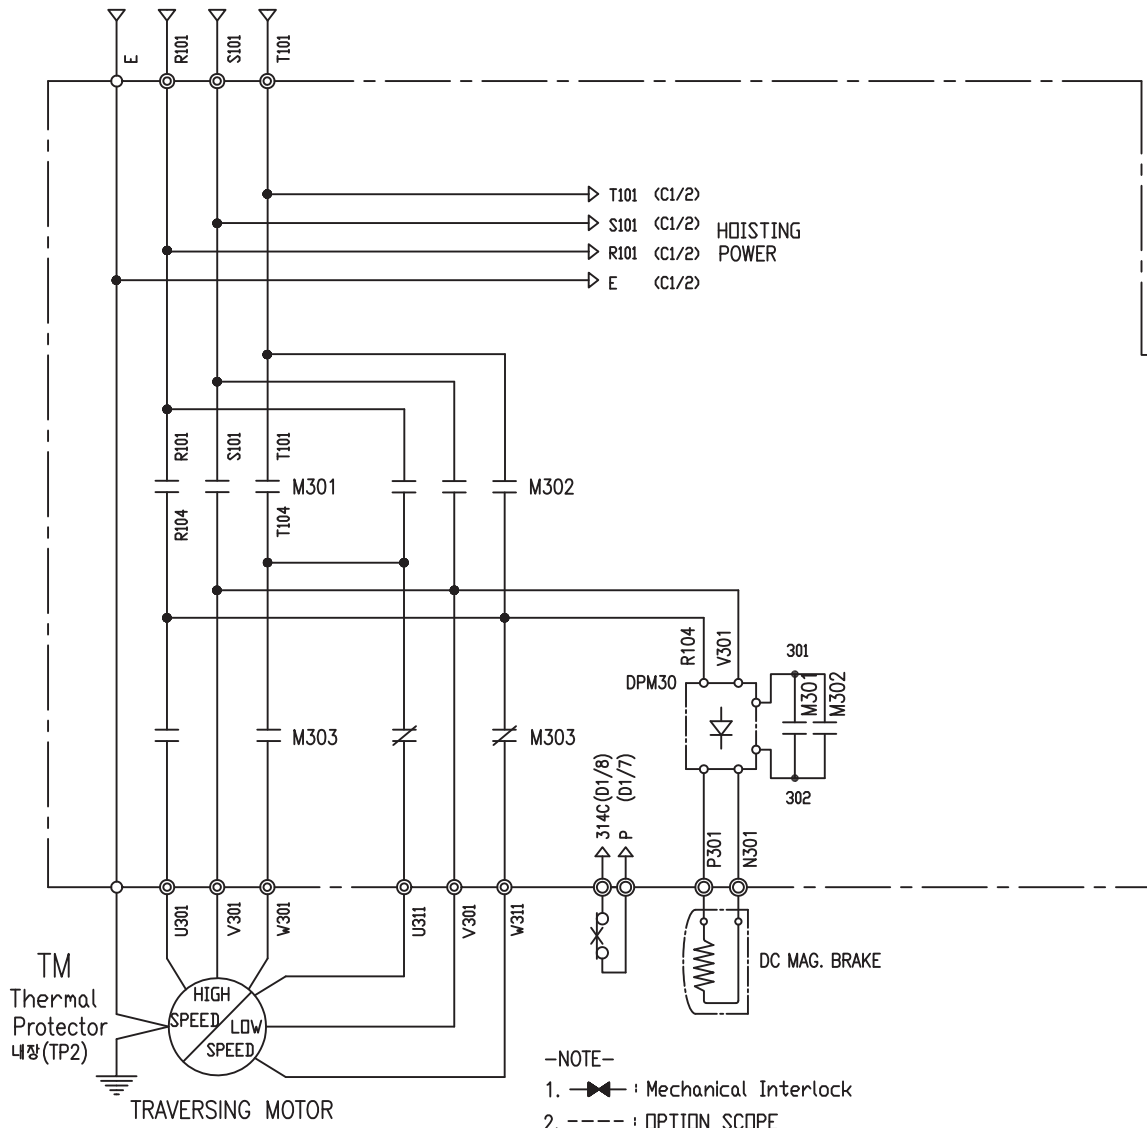 E
R101
S101
T101
T101 (C1/2)
S101 (C1/2)
R101 (C1/2)
E (C1/2)
HOISTING
POWER
R101
S101
T101
M301
M302
R104
T104
R104
V301
DPM30
301
M301
M302
302
M303
M303
314C(D1/8)
P (D1/7)
P301
N301
U301
V301
W301
U311
V301
W311
DC MAG. BRAKE
TM
Thermal
Protector
내장(TP2)
HIGH
SPEED
LOW
SPEED
TRAVERSING MOTOR
-NOTE-
1. : Mechanical Interlock
2. ---- : OPTION SCOPE